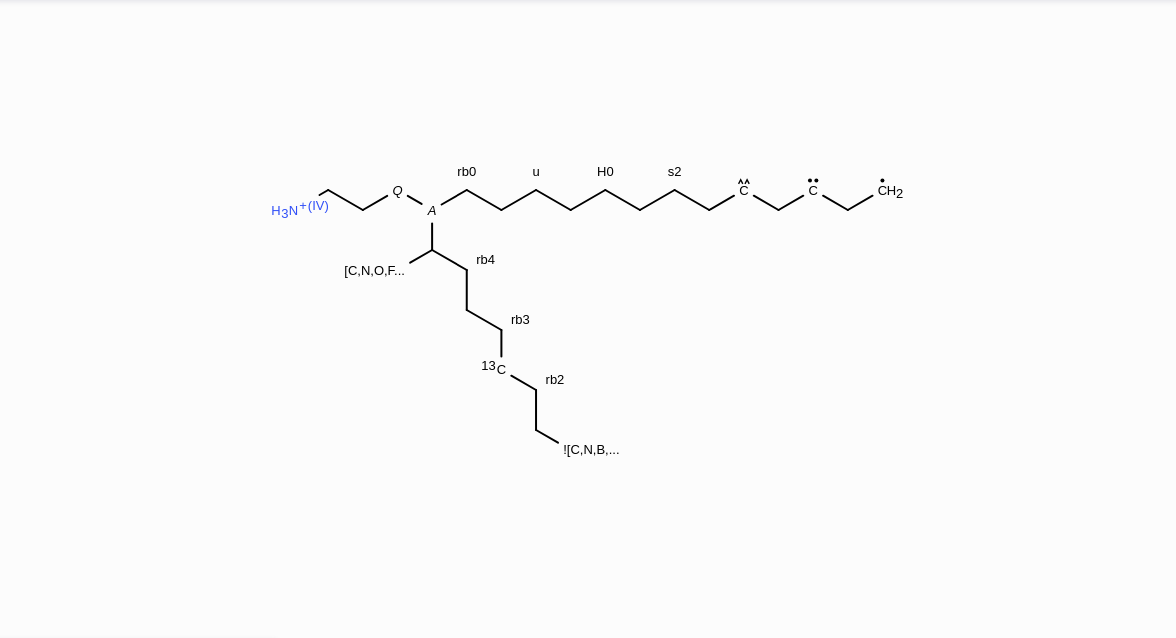 rb0 u H0 s2
H3N+(IV) Q A C C CH2
[C,N,O,F... rb4
rb3
13C rb2
![C,N,B,...